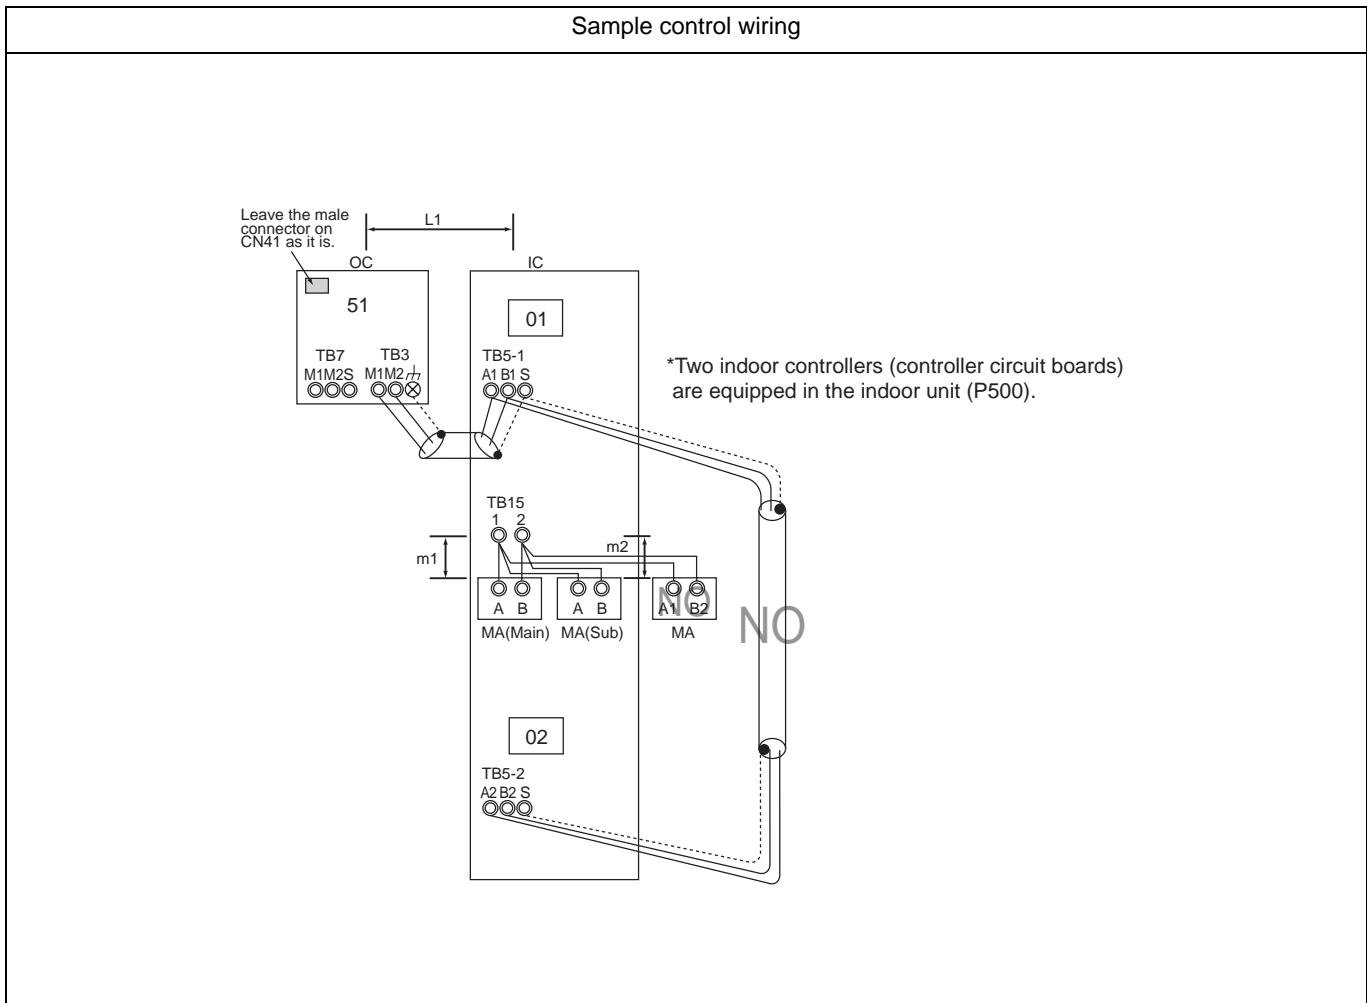 Sample control wiring
Leave the male
connector on
CN41 as it is.
L1
OC
IC
51
01
TB7
TB3
TB5-1
M1M2S
M1M2
A1 B1 S
*Two indoor controllers (controller circuit boards)
are equipped in the indoor unit (P500).
TB15
1 2
m1
m2
A B
A B
A1 B2
NO
NO
MA(Main)
MA(Sub)
MA
02
TB5-2
A2 B2 S